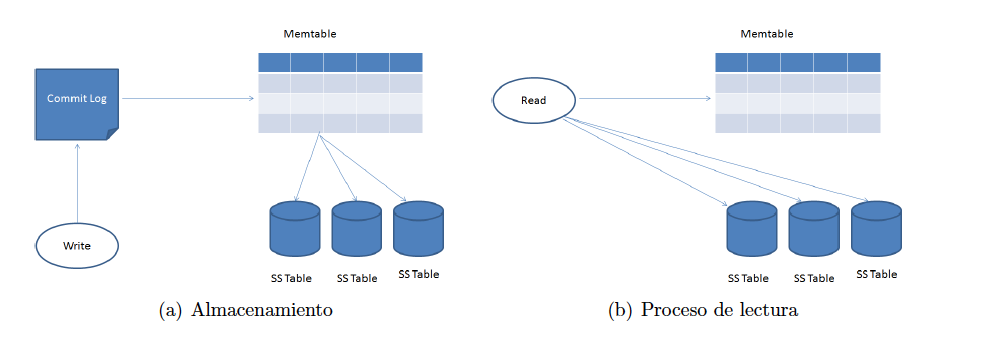 Memtable
Commit Log
Write
SS Table
SS Table
SS Table
(a) Almacenamiento
Memtable
Read
SS Table
SS Table
SS Table
(b) Proceso de lectura